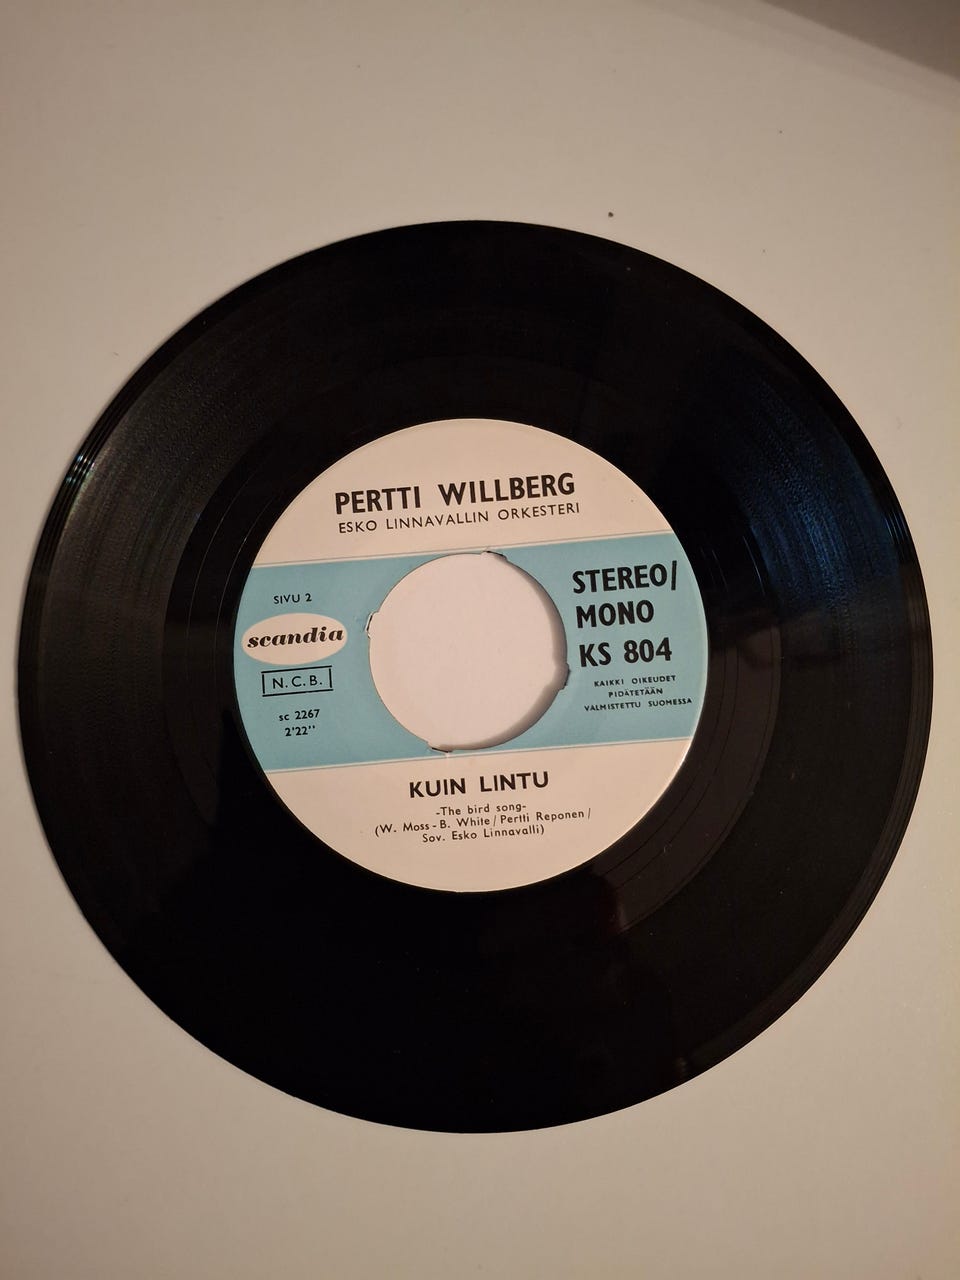 PERTTI WILLBERG
ESKO LINNAVALLIN ORKESTERI
SIVU 2
scandia
N.C.B.
sc 2267
2'22''
STEREO/
MONO
KS 804
KAIKKI OIKEUDET
PIDÄTETÄÄN
VALMISTETTU SUOMESSA
KUIN LINTU
-The bird song-
(W. Moss - B. White / Pertti Reponen /
Sov. Esko Linnavalli)